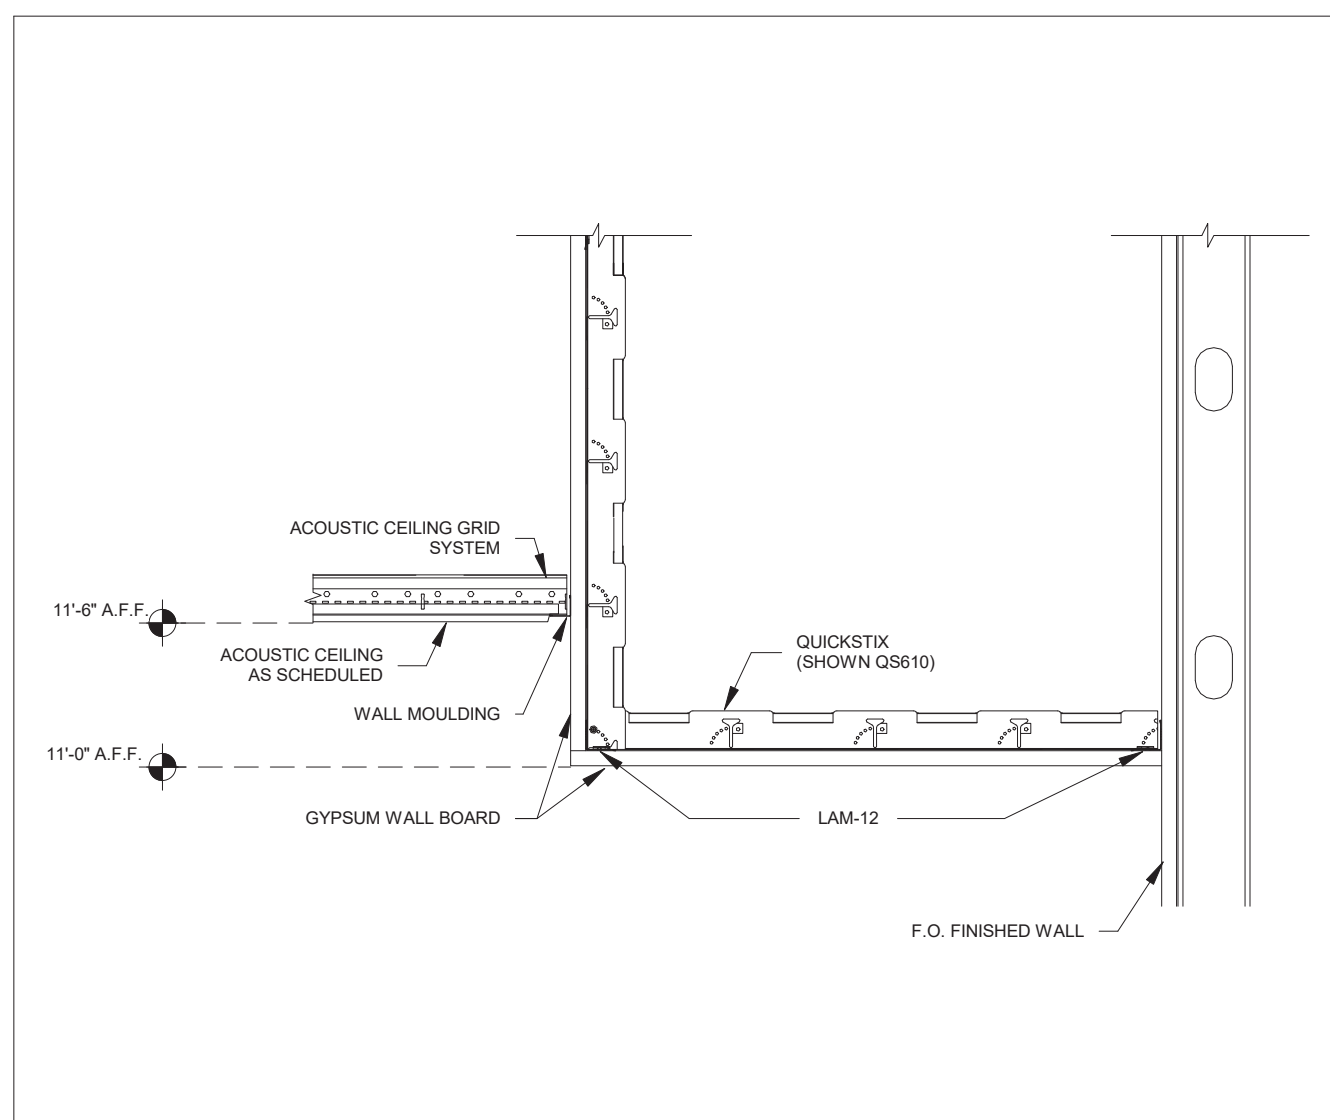 ACOUSTIC CEILING GRID
SYSTEM
11'-6" A.F.F.
ACOUSTIC CEILING
AS SCHEDULED
QUICKSTIX
(SHOWN QS610)
WALL MOULDING
11'-0" A.F.F.
GYPSUM WALL BOARD
LAM-12
F.O. FINISHED WALL